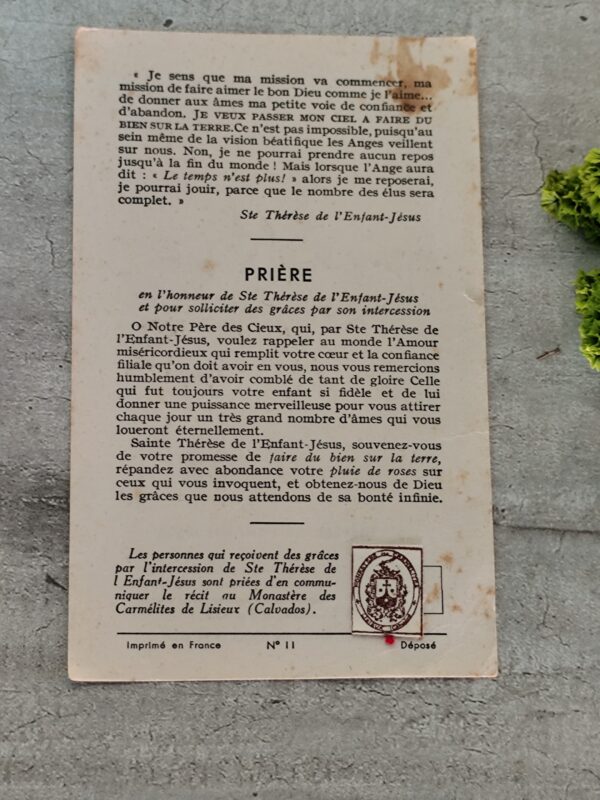 « Je sens que ma mission va commencer, ma
mission de faire aimer le bon Dieu comme je l'aime...
de donner aux âmes ma petite voie de confiance et
d'abandon. JE VEUX PASSER MON CIEL A FAIRE DU
BIEN SUR LA TERRE. Ce n'est pas impossible, puisqu'au
sein même de la vision béatifique les Anges veillent
sur nous. Non, je ne pourrai prendre aucun repos
jusqu'à la fin du monde ! Mais lorsque l'Ange aura
dit : « Le temps n'est plus! » alors je me reposerai,
je pourrai jouir, parce que le nombre des élus sera
complet. »
Ste Thérèse de l'Enfant-Jésus
PRIÈRE
en l'honneur de Ste Thérèse de l'Enfant-Jésus
et pour solliciter des grâces par son intercession
O Notre Père des Cieux, qui, par Ste Thérèse de
l'Enfant-Jésus, voulez rappeler au monde l'Amour
miséricordieux qui remplit votre cœur et la confiance
filiale qu'on doit avoir en vous, nous vous remercions
humblement d'avoir comblé de tant de gloire Celle
qui fut toujours votre enfant si fidèle et de lui
donner une puissance merveilleuse pour vous attirer
chaque jour un très grand nombre d'âmes qui vous
loueront éternellement.
Sainte Thérèse de l'Enfant-Jésus, souvenez-vous
de votre promesse de faire du bien sur la terre,
répandez avec abondance votre pluie de roses sur
ceux qui vous invoquent, et obtenez-nous de Dieu
les grâces que nous attendons de sa bonté infinie.
Les personnes qui reçoivent des grâces
par l'intercession de Ste Thérèse de
l Enfant-Jésus sont priées d'en commu-
niquer le récit au Monastère des
Carmélites de Lisieux (Calvados).
Imprimé en France N° 11 Déposé